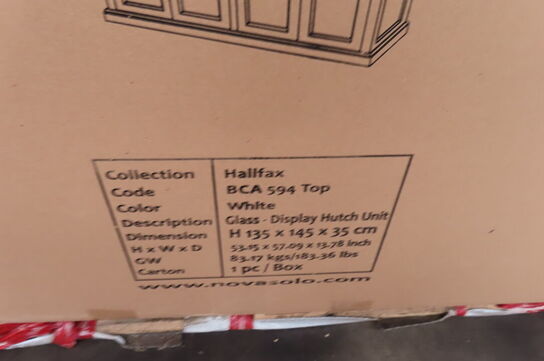 Collection Hallfax
Code BCA 594 Top
Color White
Description Glass - Display Hutch Unit
Dimension H 135 x 145 x 35 cm
H x W x D 53.15 x 57.09 x 13.78 inch
GW 83.17 kgs/183.36 lbs
Carton 1 pc / Box
www.novasolo.com